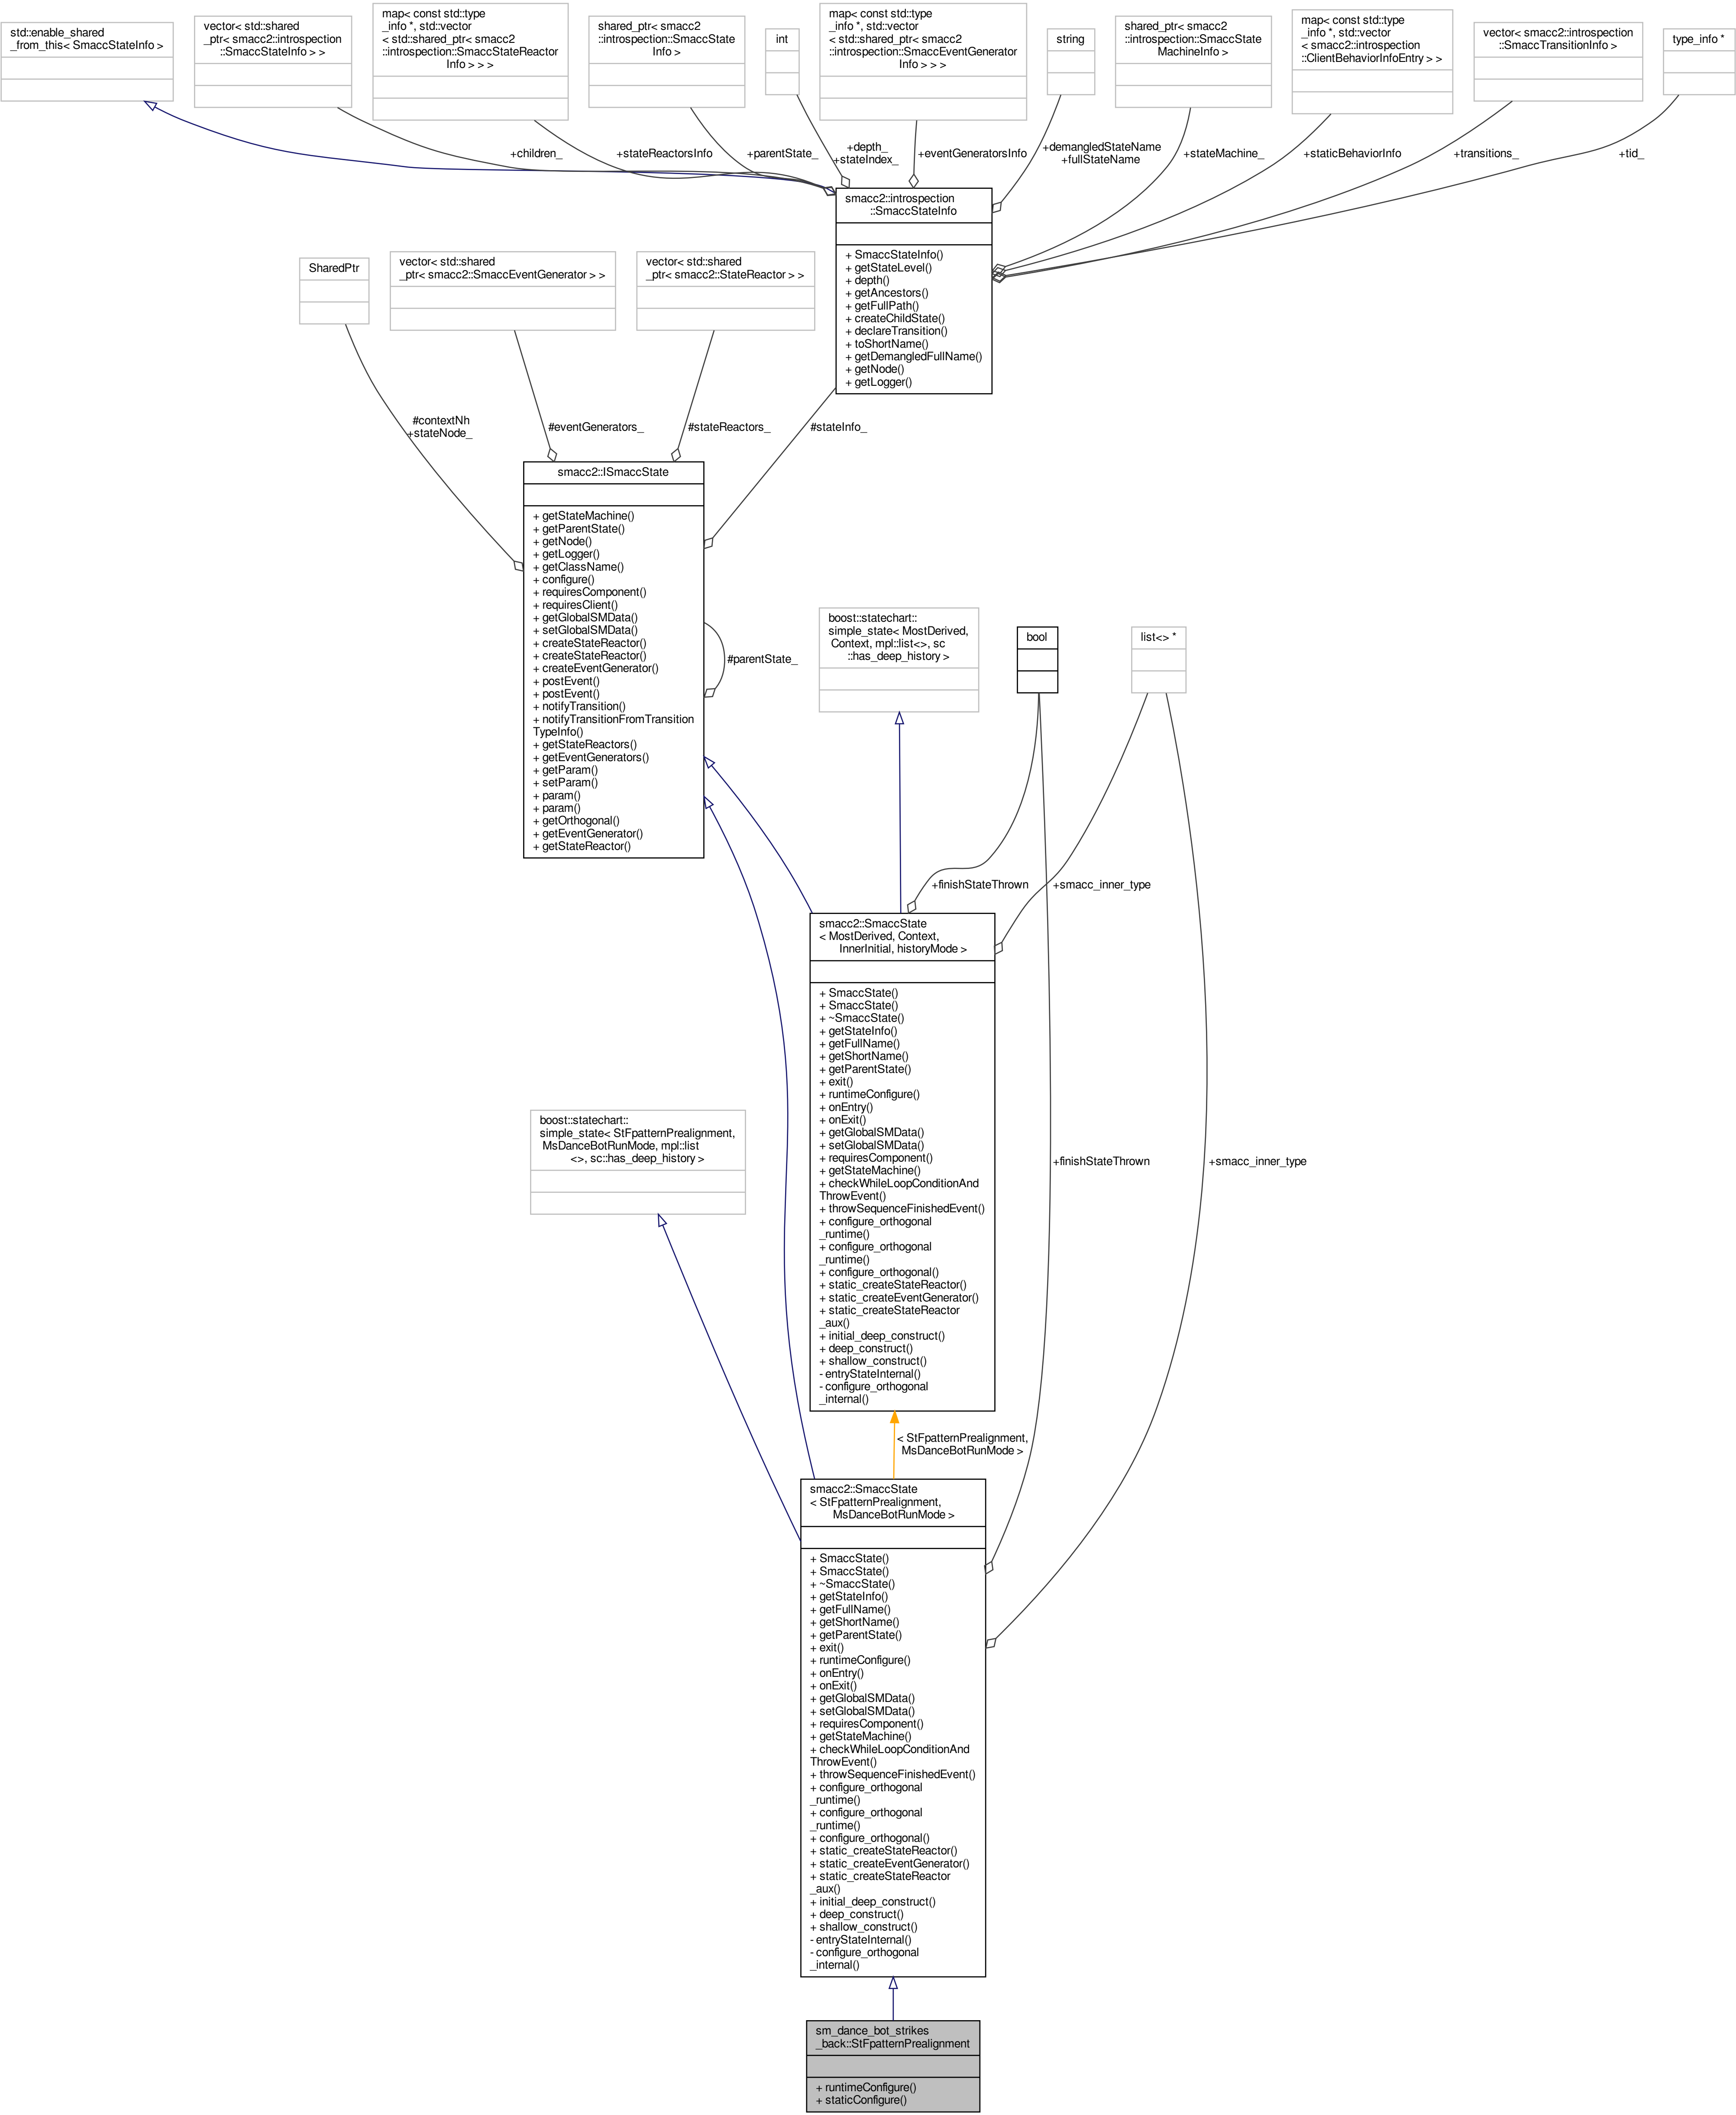 std::enable_shared
_from_this< SmaccStateInfo >
vector< std::shared
_ptr< smacc2::introspection
::SmaccStateInfo > >
map< const std::type
_info *, std::vector
< std::shared_ptr< smacc2
::introspection::SmaccStateReactor
Info > > >
shared_ptr< smacc2
::introspection::SmaccState
Info >
int
map< const std::type
_info *, std::vector
< std::shared_ptr< smacc2
::introspection::SmaccEventGenerator
Info > > >
string
shared_ptr< smacc2
::introspection::SmaccState
MachineInfo >
map< const std::type
_info *, std::vector
< smacc2::introspection
::ClientBehaviorInfoEntry > >
vector< smacc2::introspection
::SmaccTransitionInfo >
type_info *
+children_
+stateReactorsInfo
+parentState_
+depth_
+stateIndex_
+eventGeneratorsInfo
+demangledStateName
+fullStateName
+stateMachine_
+staticBehaviorInfo
+transitions_
+tid_
smacc2::introspection
::SmaccStateInfo
+ SmaccStateInfo()
+ getStateLevel()
+ depth()
+ getAncestors()
+ getFullPath()
+ createChildState()
+ declareTransition()
+ toShortName()
+ getDemangledFullName()
+ getNode()
+ getLogger()
SharedPtr
vector< std::shared
_ptr< smacc2::SmaccEventGenerator > >
vector< std::shared
_ptr< smacc2::StateReactor > >
#contextNh
+stateNode_
#eventGenerators_
#stateReactors_
#stateInfo_
smacc2::ISmaccState
+ getStateMachine()
+ getParentState()
+ getNode()
+ getLogger()
+ getClassName()
+ configure()
+ requiresComponent()
+ requiresClient()
+ getGlobalSMData()
+ setGlobalSMData()
+ createStateReactor()
+ createStateReactor()
+ createEventGenerator()
+ postEvent()
+ postEvent()
+ notifyTransition()
+ notifyTransitionFromTransition
TypeInfo()
+ getStateReactors()
+ getEventGenerators()
+ getParam()
+ setParam()
+ param()
+ param()
+ getOrthogonal()
+ getEventGenerator()
+ getStateReactor()
#parentState_
boost::statechart::
simple_state< MostDerived,
Context, mpl::list<>, sc
::has_deep_history >
bool
list<> *
+finishStateThrown
+smacc_inner_type
smacc2::SmaccState
< MostDerived, Context,
InnerInitial, historyMode >
+ SmaccState()
+ SmaccState()
+ ~SmaccState()
+ getStateInfo()
+ getFullName()
+ getShortName()
+ getParentState()
+ exit()
+ runtimeConfigure()
+ onEntry()
+ onExit()
+ getGlobalSMData()
+ setGlobalSMData()
+ requiresComponent()
+ getStateMachine()
+ checkWhileLoopConditionAnd
ThrowEvent()
+ throwSequenceFinishedEvent()
+ configure_orthogonal
_runtime()
+ configure_orthogonal
_runtime()
+ configure_orthogonal()
+ static_createStateReactor()
+ static_createEventGenerator()
+ static_createStateReactor
_aux()
+ initial_deep_construct()
+ deep_construct()
+ shallow_construct()
- entryStateInternal()
- configure_orthogonal
_internal()
boost::statechart::
simple_state< StFpatternPrealignment,
MsDanceBotRunMode, mpl::list
<>, sc::has_deep_history >
+finishStateThrown
+smacc_inner_type
< StFpatternPrealignment,
MsDanceBotRunMode >
smacc2::SmaccState
< StFpatternPrealignment,
MsDanceBotRunMode >
+ SmaccState()
+ SmaccState()
+ ~SmaccState()
+ getStateInfo()
+ getFullName()
+ getShortName()
+ getParentState()
+ exit()
+ runtimeConfigure()
+ onEntry()
+ onExit()
+ getGlobalSMData()
+ setGlobalSMData()
+ requiresComponent()
+ getStateMachine()
+ checkWhileLoopConditionAnd
ThrowEvent()
+ throwSequenceFinishedEvent()
+ configure_orthogonal
_runtime()
+ configure_orthogonal
_runtime()
+ configure_orthogonal()
+ static_createStateReactor()
+ static_createEventGenerator()
+ static_createStateReactor
_aux()
+ initial_deep_construct()
+ deep_construct()
+ shallow_construct()
- entryStateInternal()
- configure_orthogonal
_internal()
sm_dance_bot_strikes
_back::StFpatternPrealignment
+ runtimeConfigure()
+ staticConfigure()